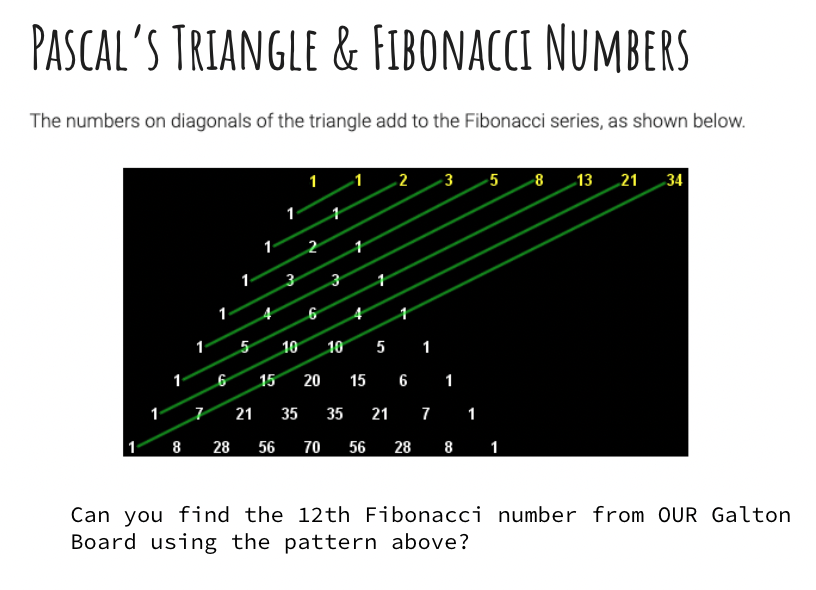 PASCAL'S TRIANGLE & FIBONACCI NUMBERS
The numbers on diagonals of the triangle add to the Fibonacci series, as shown below.
1 1 2 3 5 8 13 21 34
1 1
1 2 1
1 3 3 1
1 4 6 4 1
1 5 10 10 5 1
1 6 15 20 15 6 1
1 7 21 35 35 21 7 1
1 8 28 56 70 56 28 8 1
Can you find the 12th Fibonacci number from OUR Galton
Board using the pattern above?